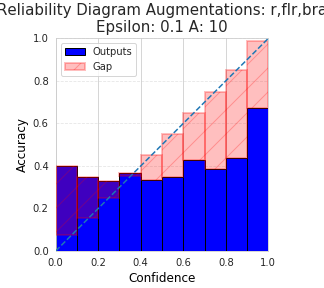 Reliability Diagram Augmentations: r,flr,bra
Epsilon: 0.1 A: 10
1.0
0.8
0.6
0.4
0.2
0.0
Accuracy
Outputs
Gap
0.0 0.2 0.4 0.6 0.8 1.0
Confidence